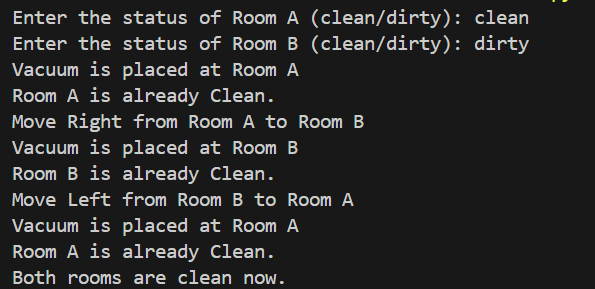 Enter the status of Room A (clean/dirty): clean
Enter the status of Room B (clean/dirty): dirty
Vacuum is placed at Room A
Room A is already Clean.
Move Right from Room A to Room B
Vacuum is placed at Room B
Room B is already Clean.
Move Left from Room B to Room A
Vacuum is placed at Room A
Room A is already Clean.
Both rooms are clean now.